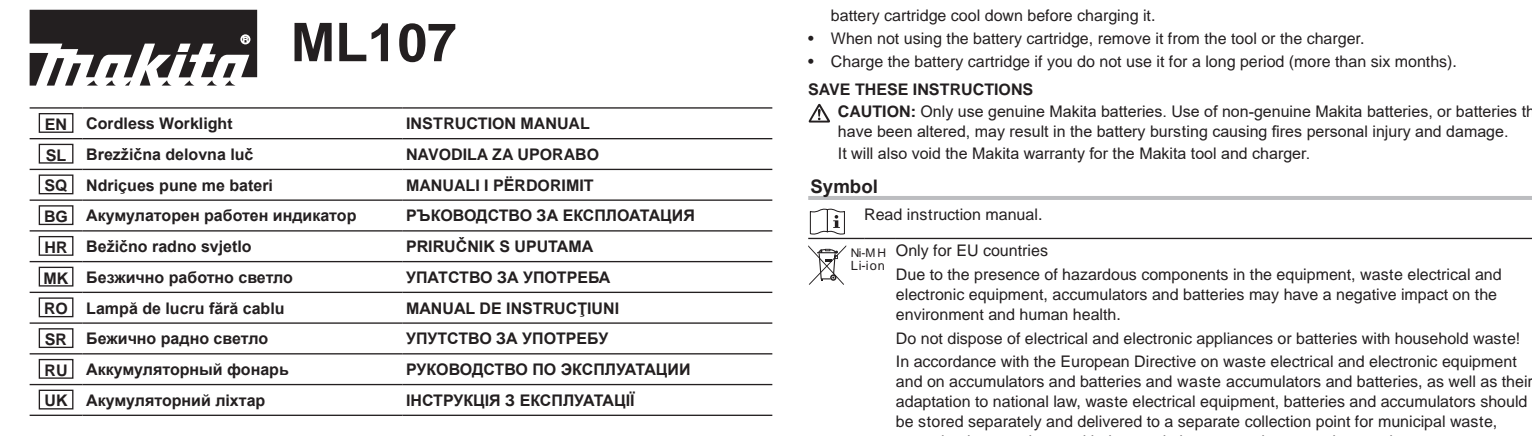 makita® ML107
EN Cordless Worklight INSTRUCTION MANUAL
SL Brezžična delovna luč NAVODILA ZA UPORABO
SQ Ndriçues pune me bateri MANUALI I PËRDORIMIT
BG Акумулаторен работен индикатор РЪКОВОДСТВО ЗА ЕКСПЛОАТАЦИЯ
HR Bežično radno svjetlo PRIRUČNIK S UPUTAMA
MK Безжично работно светло УПАТСТВО ЗА УПОТРЕБА
RO Lampă de lucru fără cablu MANUAL DE INSTRUCŢIUNI
SR Бежично радно светло УПУТСТВО ЗА УПОТРЕБУ
RU Аккумуляторный фонарь РУКОВОДСТВО ПО ЭКСПЛУАТАЦИИ
UK Акумуляторний ліхтар ІНСТРУКЦІЯ З ЕКСПЛУАТАЦІЇ
battery cartridge cool down before charging it.
• When not using the battery cartridge, remove it from the tool or the charger.
• Charge the battery cartridge if you do not use it for a long period (more than six months).
SAVE THESE INSTRUCTIONS
CAUTION: Only use genuine Makita batteries. Use of non-genuine Makita batteries, or batteries
have been altered, may result in the battery bursting causing fires personal injury and damage.
It will also void the Makita warranty for the Makita tool and charger.
Symbol
Read instruction manual.
Ni-MH
Li-ion
Only for EU countries
Due to the presence of hazardous components in the equipment, waste electrical and
electronic equipment, accumulators and batteries may have a negative impact on the
environment and human health.
Do not dispose of electrical and electronic appliances or batteries with household waste!
In accordance with the European Directive on waste electrical and electronic equipment
and on accumulators and batteries and waste accumulators and batteries, as well as their
adaptation to national law, waste electrical equipment, batteries and accumulators should
be stored separately and delivered to a separate collection point for municipal waste,